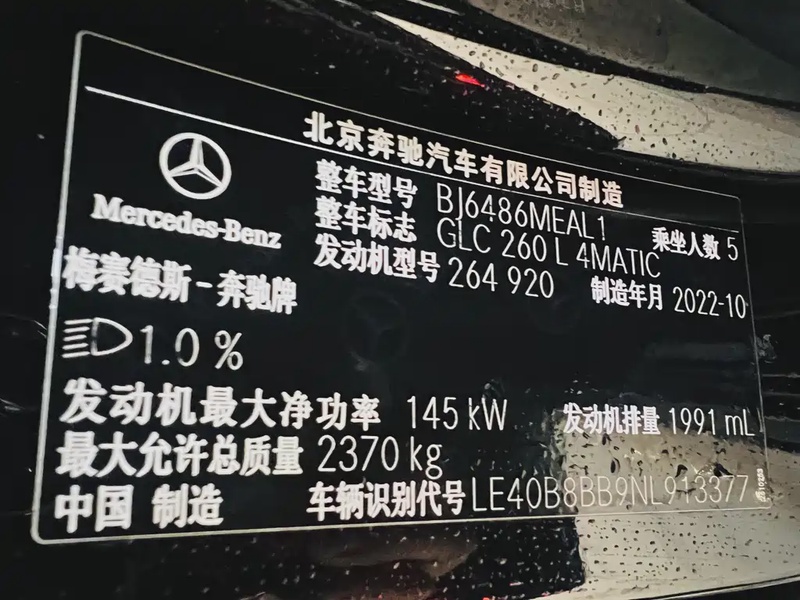 北京奔驰汽车有限公司制造
Mercedes-Benz
梅赛德斯-奔驰牌
整车型号 BJ6486MEAL1
整车标志 GLC 260 L 4MATIC 乘坐人数 5
发动机型号 264 920 制造年月 2022-10
1.0 %
发动机最大净功率 145 kW 发动机排量 1991 mL
最大允许总质量 2370 kg
中国 制造 车辆识别代号 LE40B8BB9NL913377